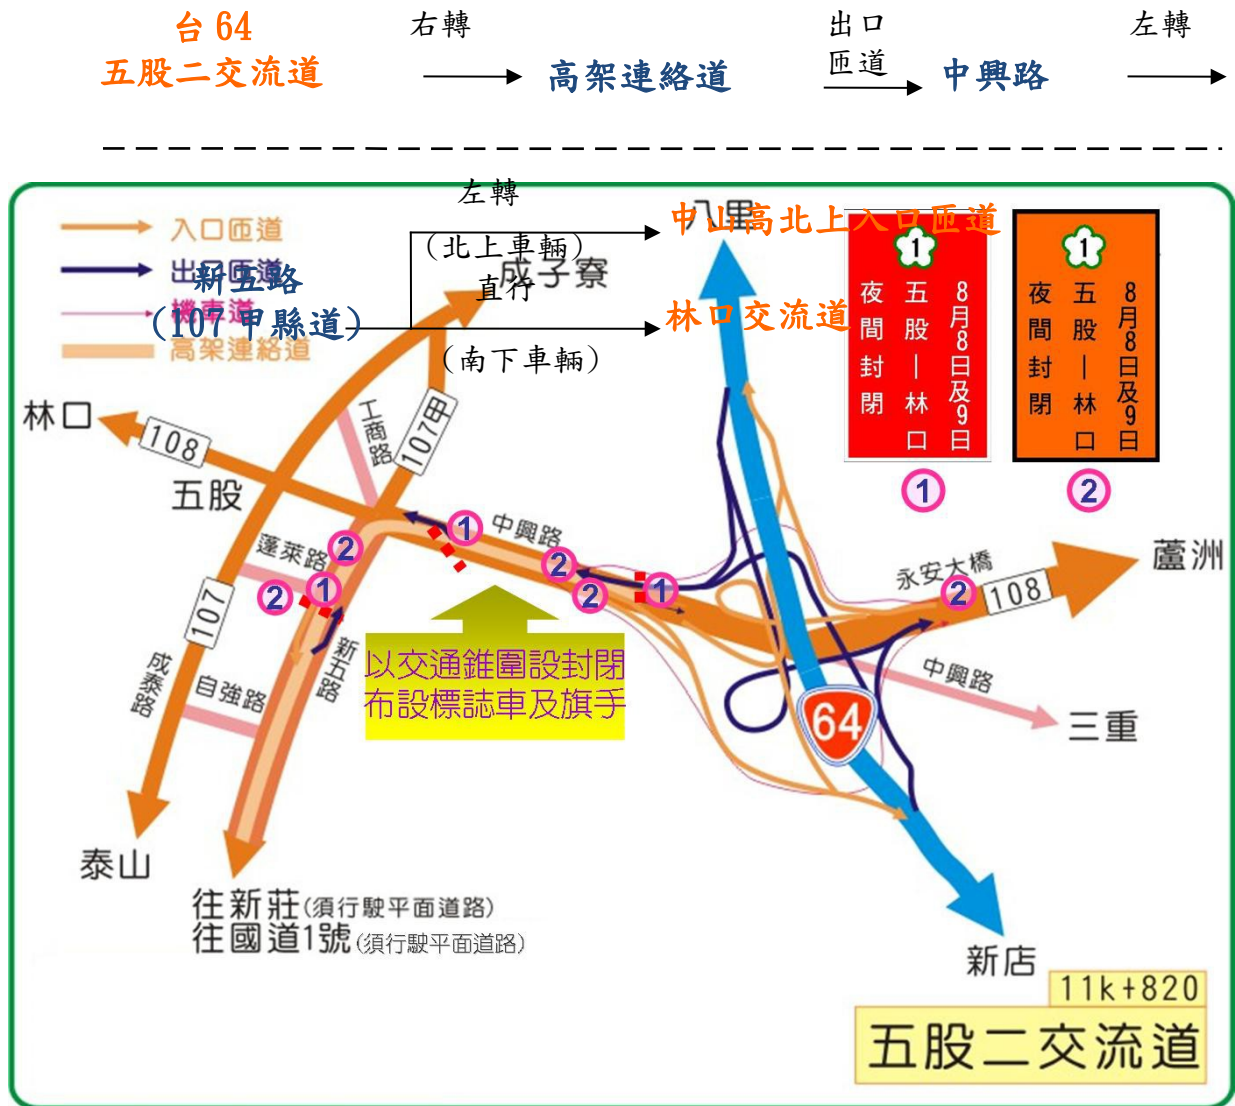 台 64
五股二交流道
右轉
高架連絡道
出口
匝道
中興路
左轉
左轉
中山高北上入口匝道
(北上車輛)
直行
新五路
(107 甲縣道)
林口交流道
(南下車輛)
入口匝道
出口匝道
機車道
高架連絡道
八里
成子寮
1
8月8日及9日
五股—林口
夜間封閉
1
8月8日及9日
五股—林口
夜間封閉
1
2
林口
108
五股
工商路
107甲
蓬萊路
2
1
中興路
2
2
1
2
1
永安大橋
2
108
蘆洲
107
成泰路
自強路
新五路
以交通錐圍設封閉
布設標誌車及旗手
64
中興路
三重
泰山
往新莊(須行駛平面道路)
往國道1號(須行駛平面道路)
新店
11k+820
五股二交流道